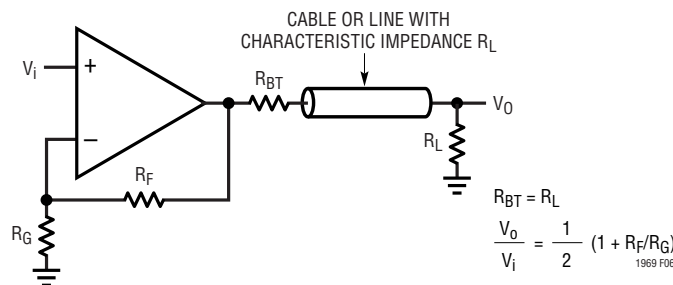 CABLE OR LINE WITH
CHARACTERISTIC IMPEDANCE RL
Vi
+
–
RBT
VO
RL
RF
RG
RBT = RL
Vo
Vi
=
1
2
(1 + RF/RG)
1969 F06